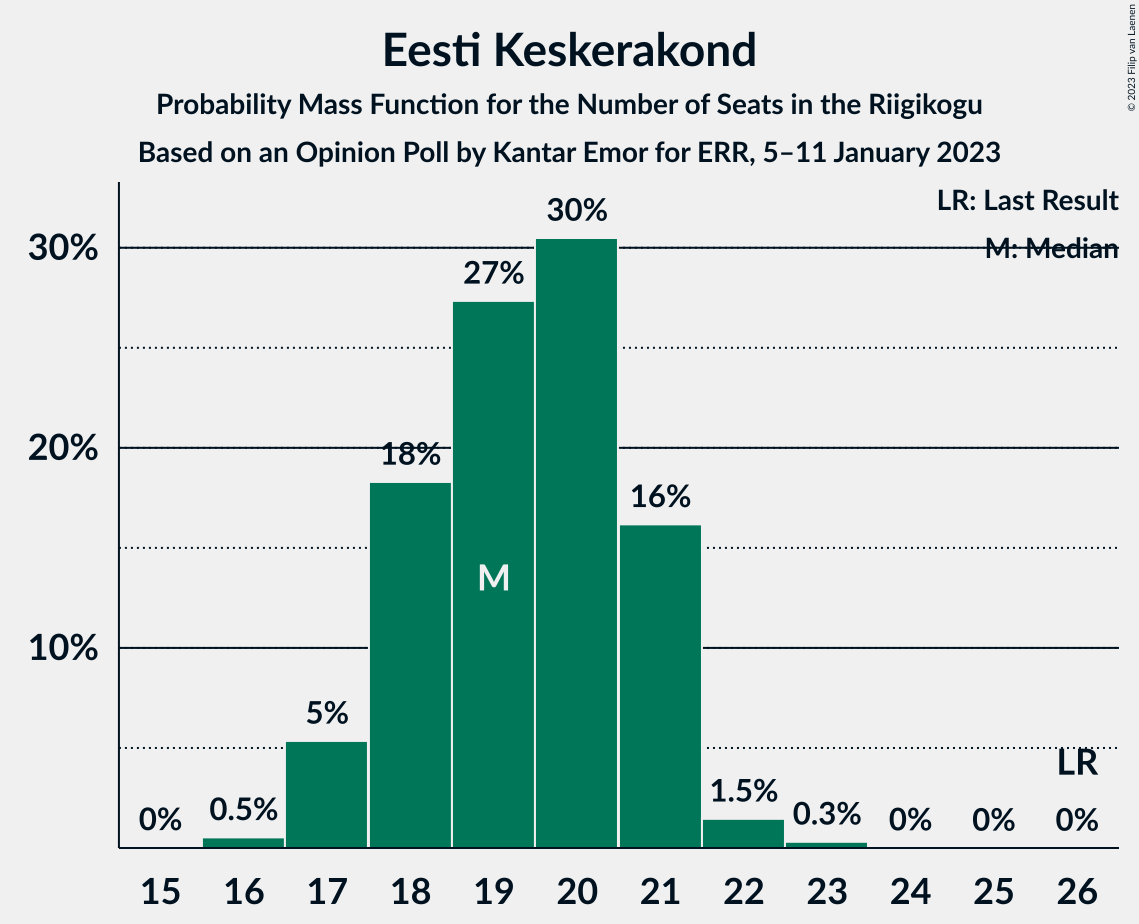 Eesti Keskerakond
Probability Mass Function for the Number of Seats in the Riigikogu
Based on an Opinion Poll by Kantar Emor for ERR, 5–11 January 2023
© 2023 Filip van Laenen
LR: Last Result
M: Median
30%
20%
10%
0%
0.5%
5%
18%
27%
30%
16%
1.5%
0.3%
0%
0%
0%
M
LR
15 16 17 18 19 20 21 22 23 24 25 26